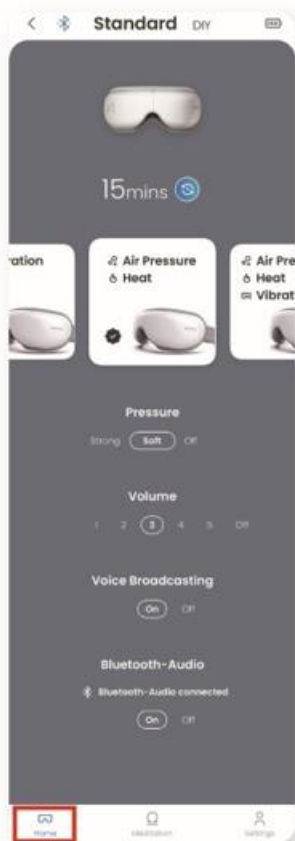 Standard DIY
15mins
ration
Air Pressure
Heat
Air Pre
Heat
Vibrat
Pressure
Strong Soft Off
Volume
1 2 3 4 5 Off
Voice Broadcasting
On Off
Bluetooth-Audio
Bluetooth-Audio connected
On Off
Home Meditation Settings